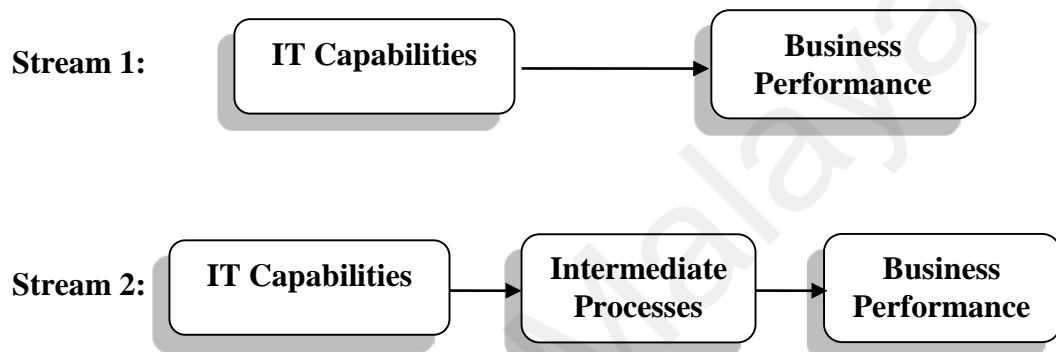 Stream 1:
IT Capabilities
Business
Performance
Malaya
Stream 2:
IT Capabilities
Intermediate
Processes
Business
Performance